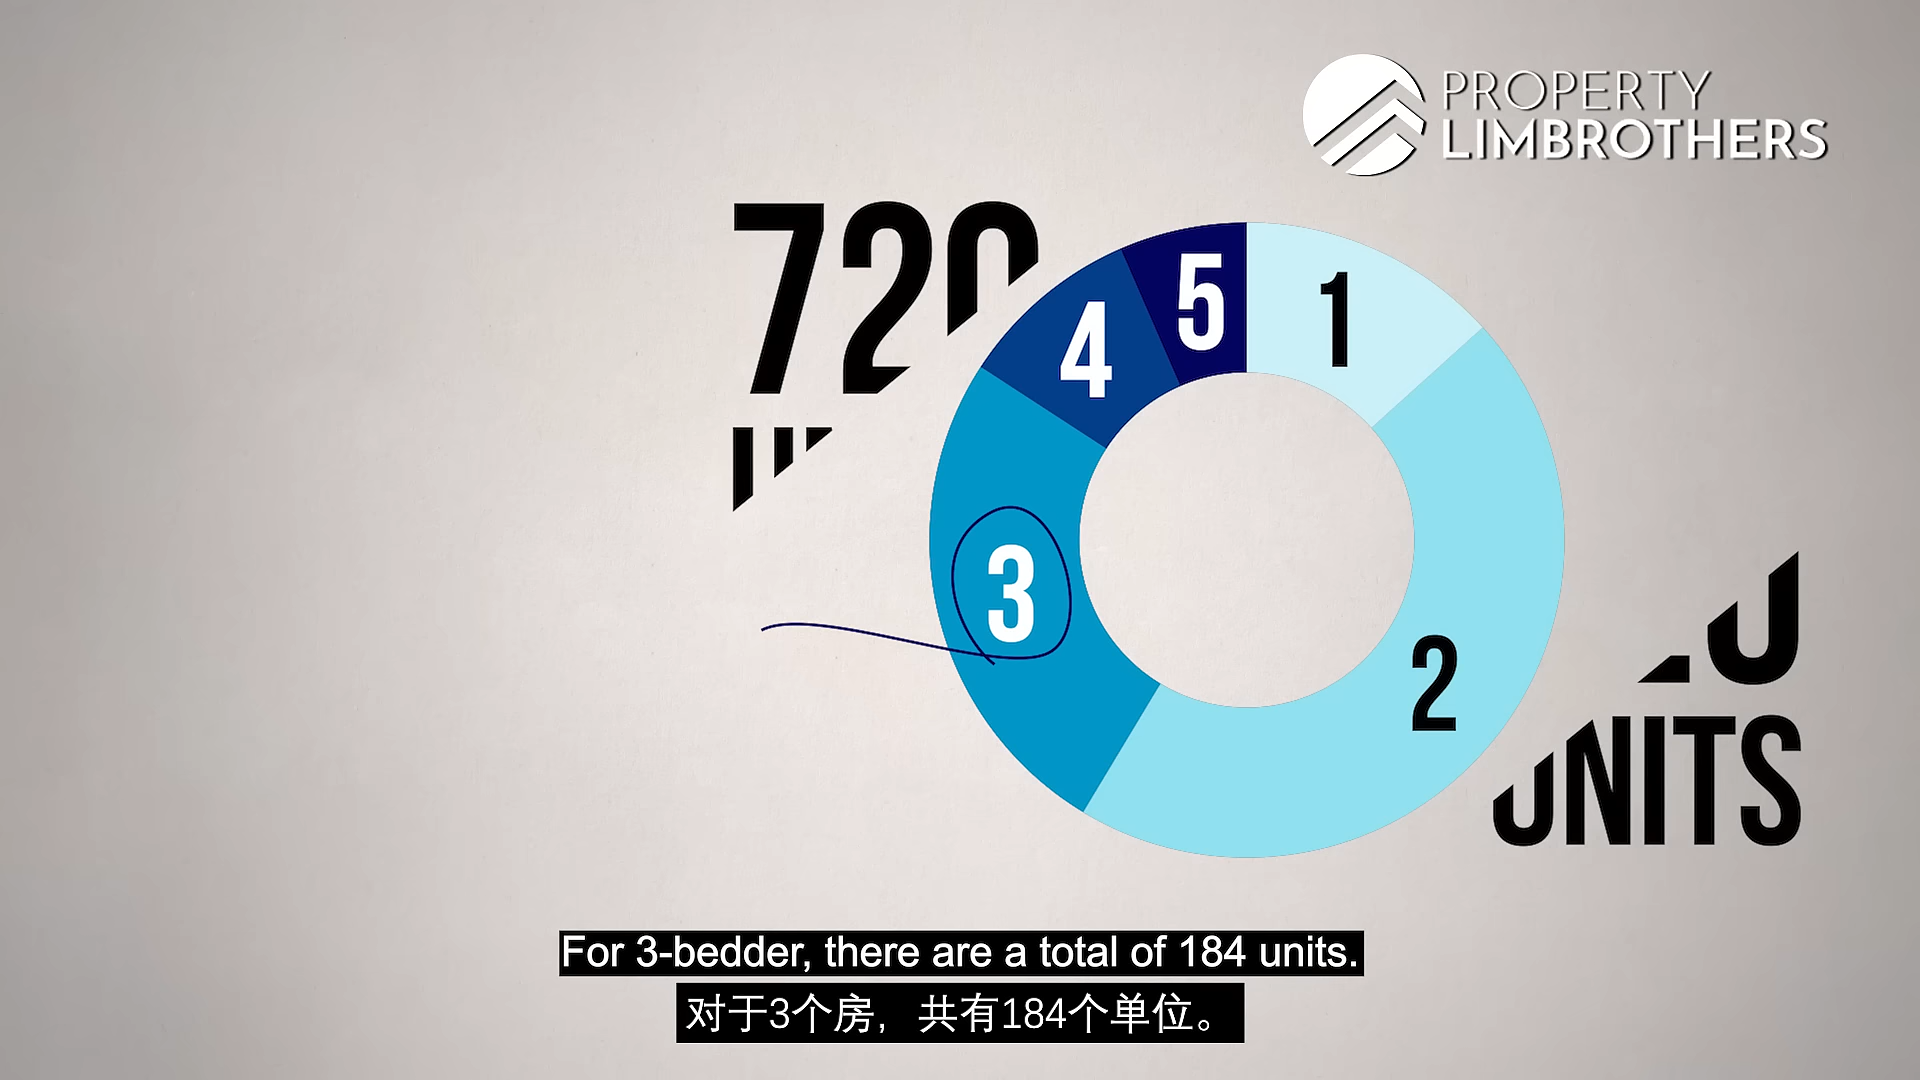 PROPERTY
LIMBROTHERS
720
5
1
4
3
2
UNITS
For 3-bedder, there are a total of 184 units.
对于3个房，共有184个单位。